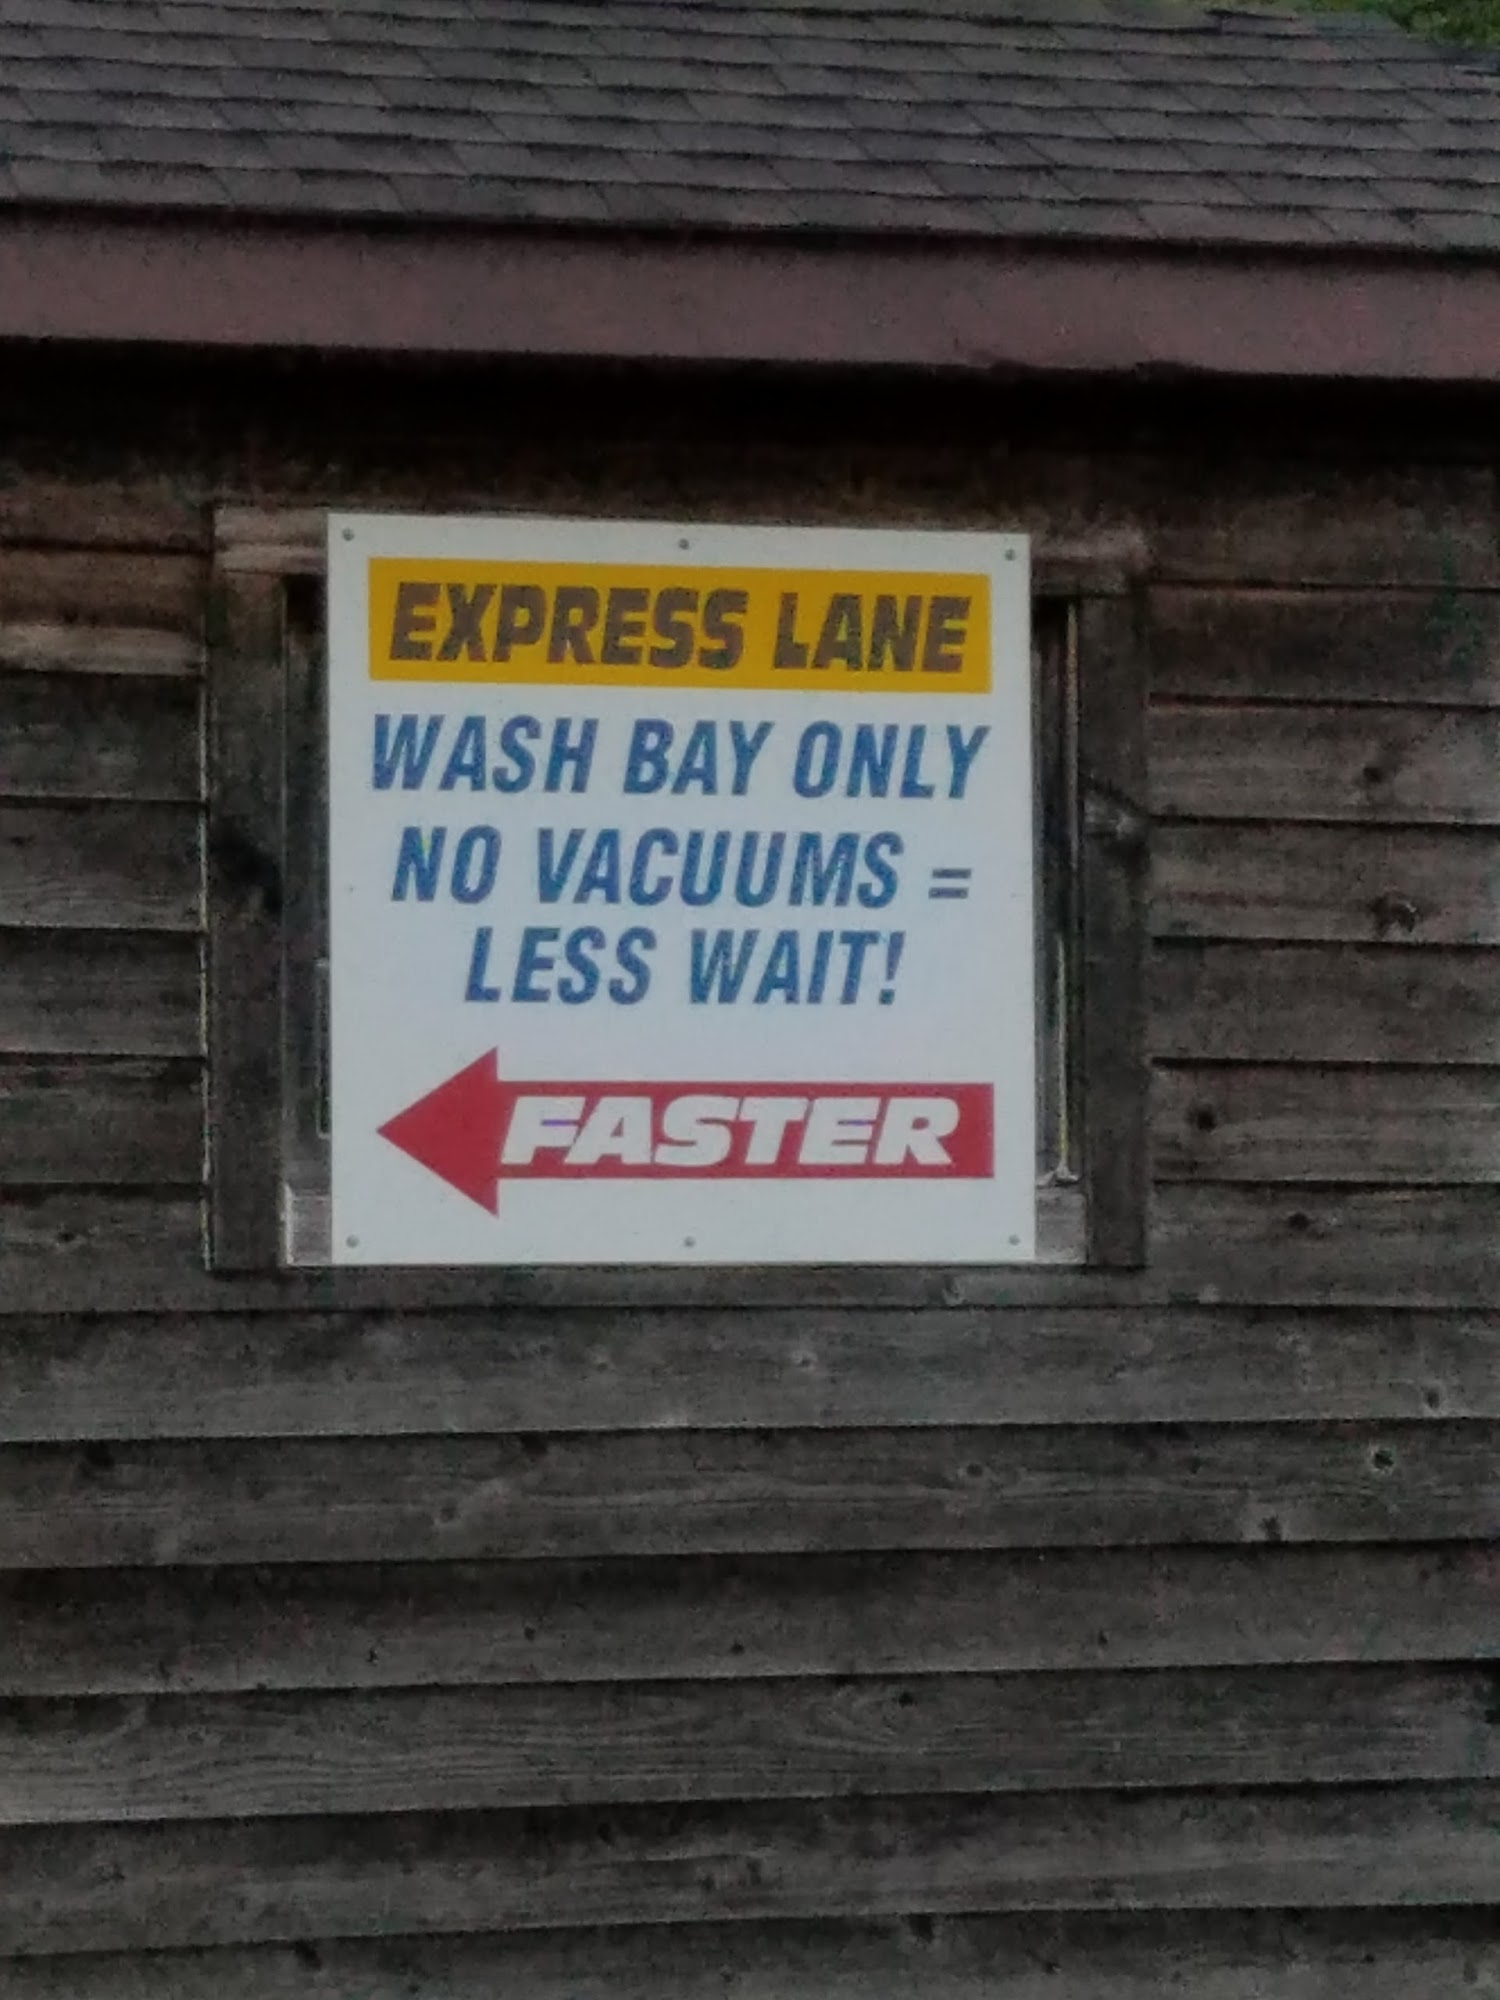 EXPRESS LANE
WASH BAY ONLY
NO VACUUMS =
LESS WAIT!
FASTER